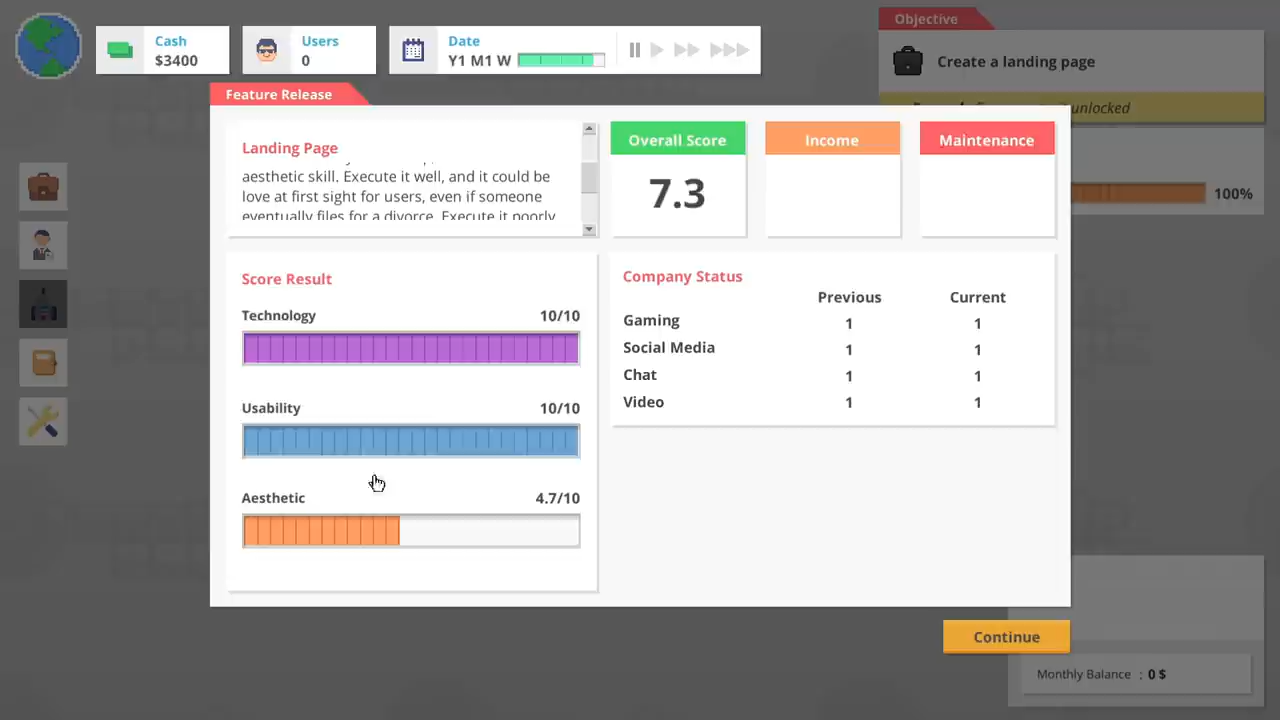 Cash
$3400
Users
0
Date
Y1 M1 W
Objective
Create a landing page
unlocked
100%
Feature Release
Landing Page
aesthetic skill. Execute it well, and it could be
love at first sight for users, even if someone
eventually files for a divorce. Execute it poorly
Overall Score
7.3
Income
Maintenance
Score Result
Technology 10/10
Usability 10/10
Aesthetic 4.7/10
Company Status
Previous Current
Gaming 1 1
Social Media 1 1
Chat 1 1
Video 1 1
Continue
Monthly Balance : 0 $